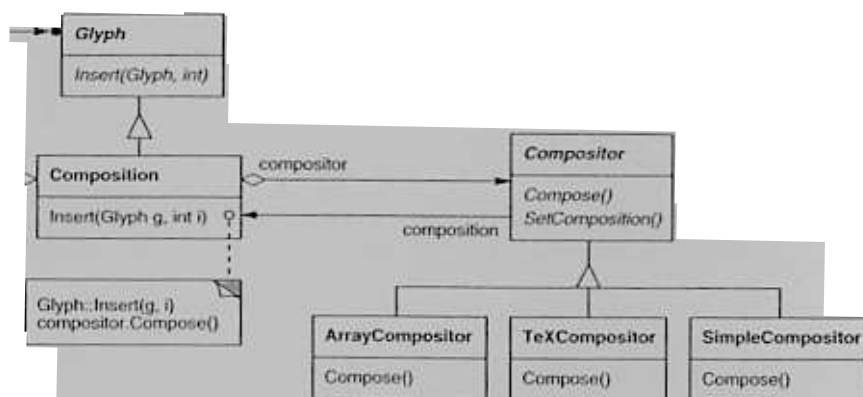 Glyph
Insert(Glyph, int)
Composition
Insert(Glyph g, int i)
compositor
composition
Compositor
Compose()
SetComposition()
Glyph::Insert(g, i)
compositor.Compose()
ArrayCompositor
Compose()
TeXCompositor
Compose()
SimpleCompositor
Compose()